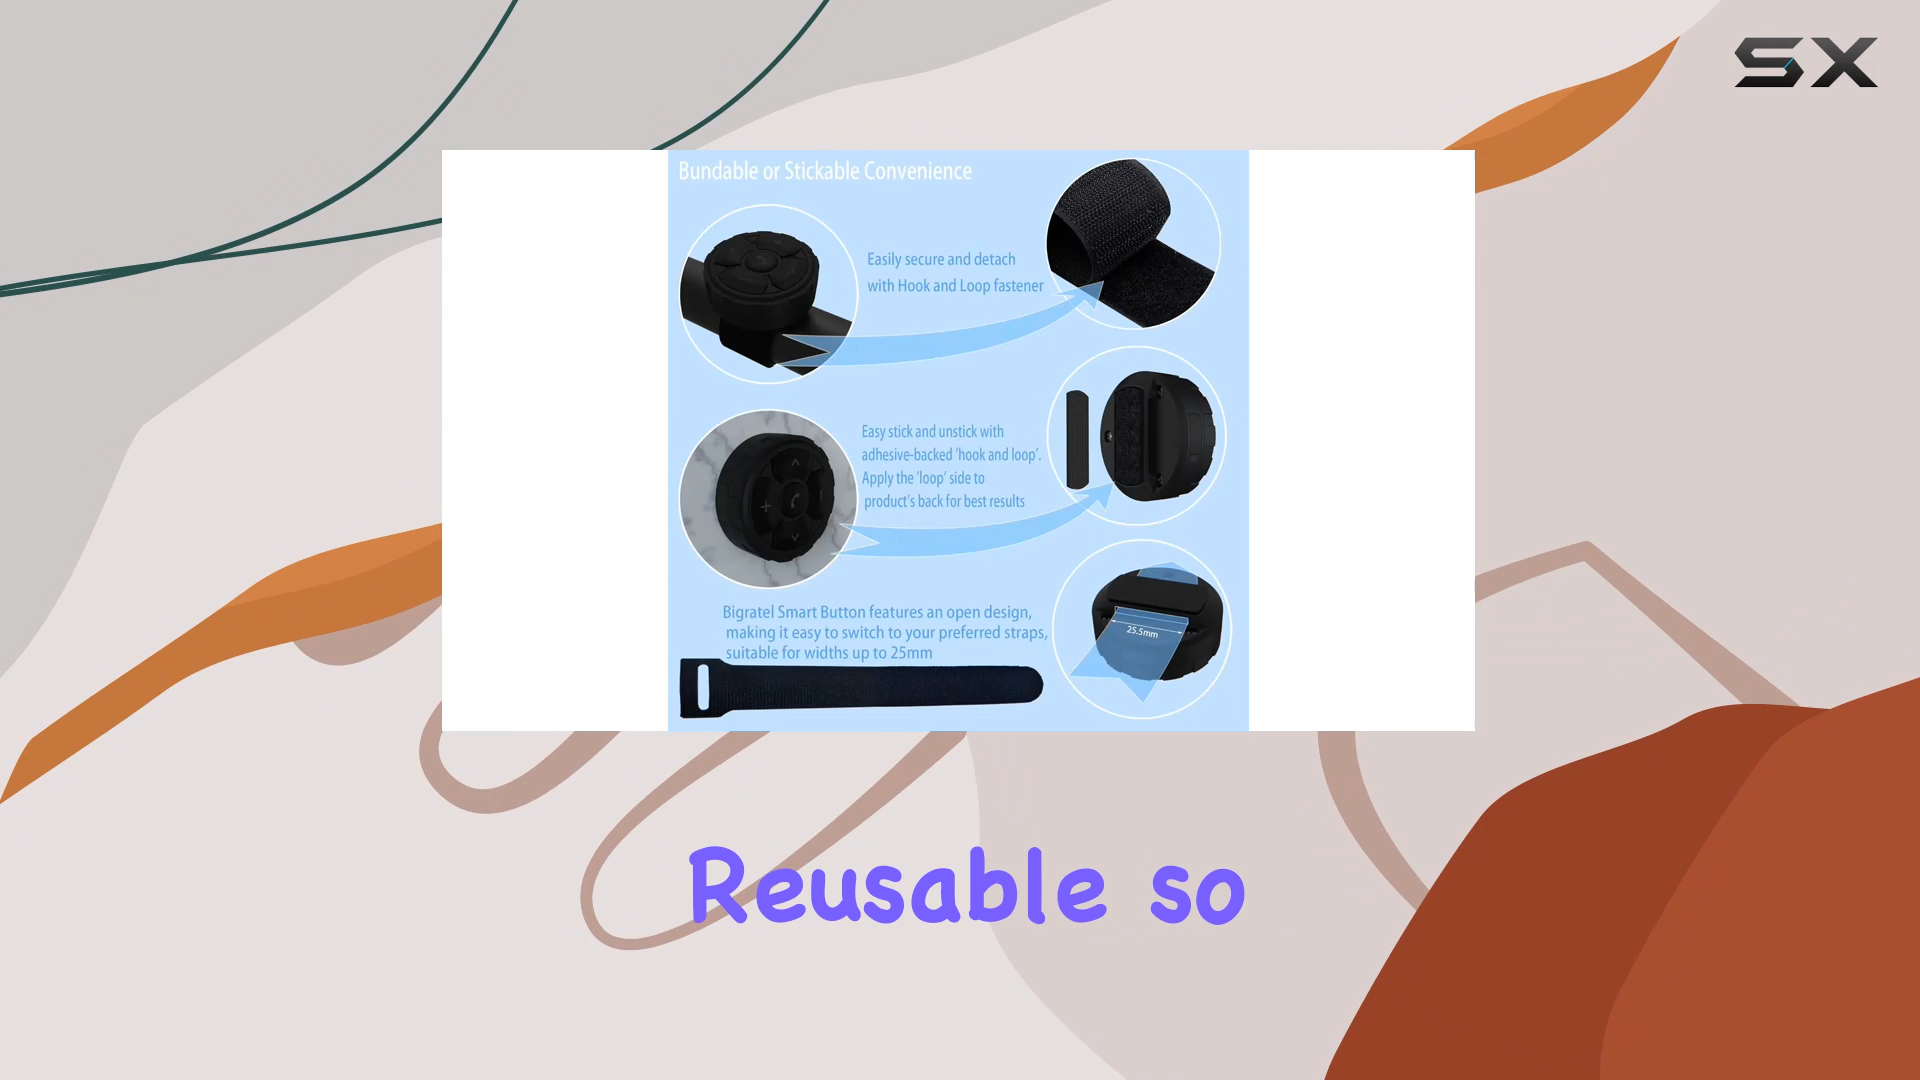 SX
Bundable or Stickable Convenience
Easily secure and detach
with Hook and Loop fastener
Easy stick and unstick with
adhesive-backed 'hook and loop'.
Apply the 'loop' side to
product's back for best results
Bigratel Smart Button features an open design,
making it easy to switch to your preferred straps,
suitable for widths up to 25mm
25.5mm
Reusable so